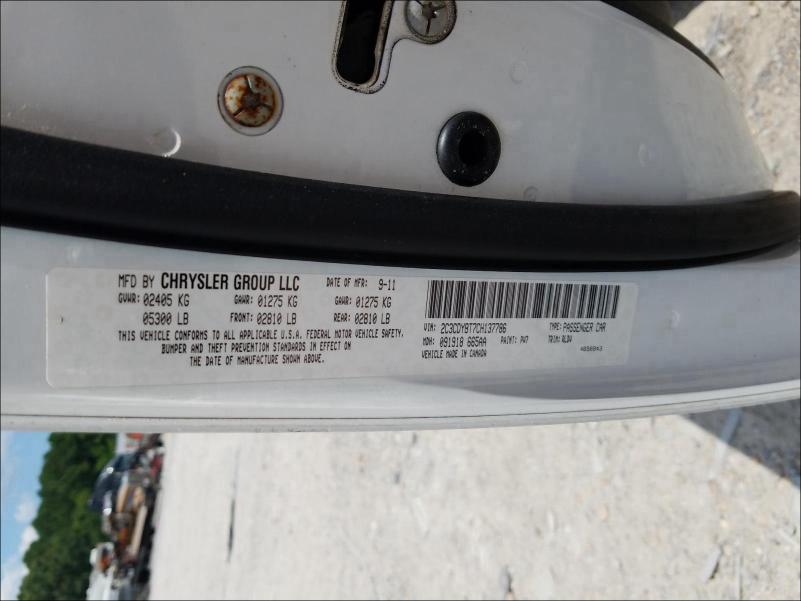 MFD BY CHRYSLER GROUP LLC DATE OF MFR: 9-11
GVWR: 02405 KG GAWR: 01275 KG GAWR: 01275 KG
05300 LB FRONT: 02810 LB REAR: 02810 LB
THIS VEHICLE CONFORMS TO ALL APPLICABLE U.S.A. FEDERAL MOTOR VEHICLE SAFETY,
BUMPER AND THEFT PREVENTION STANDARDS IN EFFECT ON
THE DATE OF MANUFACTURE SHOWN ABOVE.
VIN: 2C3CDYBT7CH137786 TYPE: PASSENGER CAR
MDH: 091910 665AA PAINT: PW7 TRIM: RLDV
VEHICLE MADE IN CANADA